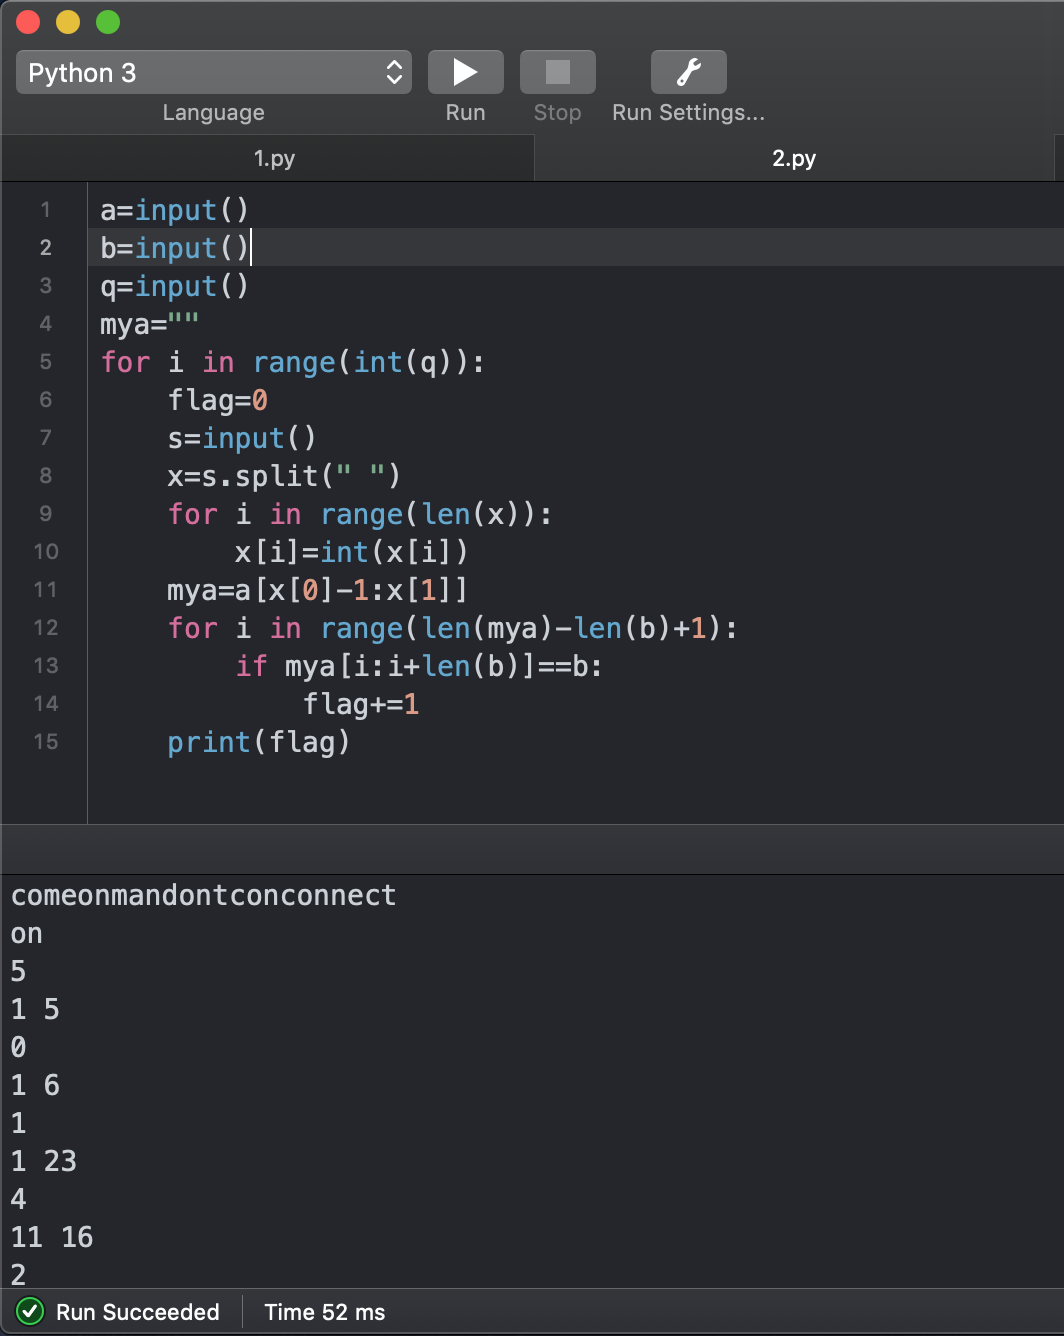 Python 3
Language
Run
Stop
Run Settings...
1.py
2.py
1 a=input()
2 b=input()
3 q=input()
4 mya=""
5 for i in range(int(q)):
6     flag=0
7     s=input()
8     x=s.split(" ")
9     for i in range(len(x)):
10         x[i]=int(x[i])
11     mya=a[x[0]-1:x[1]]
12     for i in range(len(mya)-len(b)+1):
13         if mya[i:i+len(b)]==b:
14             flag+=1
15     print(flag)
comeonmandontconconnect
on
5
1 5
0
1 6
1
1 23
4
11 16
2
Run Succeeded
Time 52 ms